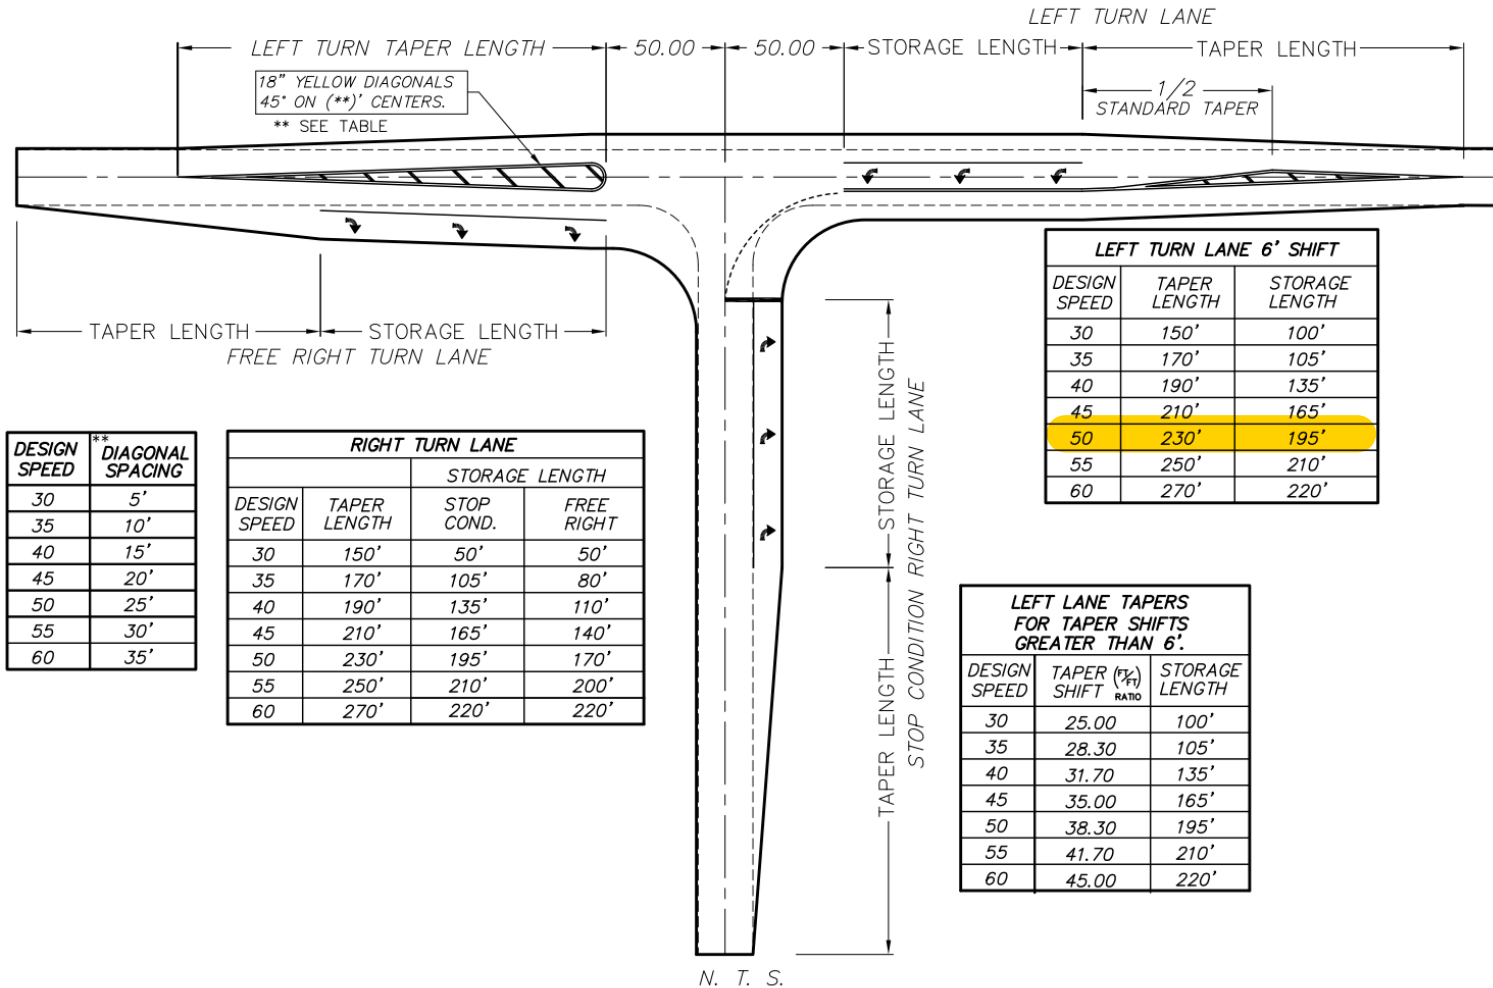 LEFT TURN LANE
LEFT TURN TAPER LENGTH
50.00
50.00
STORAGE LENGTH
TAPER LENGTH
1/2
STANDARD TAPER
18" YELLOW DIAGONALS
45° ON (**)' CENTERS.
** SEE TABLE
TAPER LENGTH
STORAGE LENGTH
FREE RIGHT TURN LANE
STORAGE LENGTH
TAPER LENGTH
STOP CONDITION RIGHT TURN LANE
LEFT TURN LANE 6' SHIFT
DESIGN TAPER STORAGE
SPEED LENGTH LENGTH
30 150' 100'
35 170' 105'
40 190' 135'
45 210' 165'
50 230' 195'
55 250' 210'
60 270' 220'
DESIGN ** DIAGONAL
SPEED SPACING
30 5'
35 10'
40 15'
45 20'
50 25'
55 30'
60 35'
RIGHT TURN LANE
STORAGE LENGTH
DESIGN TAPER STOP FREE
SPEED LENGTH COND. RIGHT
30 150' 50' 50'
35 170' 105' 80'
40 190' 135' 110'
45 210' 165' 140'
50 230' 195' 170'
55 250' 210' 200'
60 270' 220' 220'
LEFT LANE TAPERS
FOR TAPER SHIFTS
GREATER THAN 6'.
DESIGN TAPER (FT/FT) STORAGE
SPEED SHIFT RATIO LENGTH
30 25.00 100'
35 28.30 105'
40 31.70 135'
45 35.00 165'
50 38.30 195'
55 41.70 210'
60 45.00 220'
N. T. S.